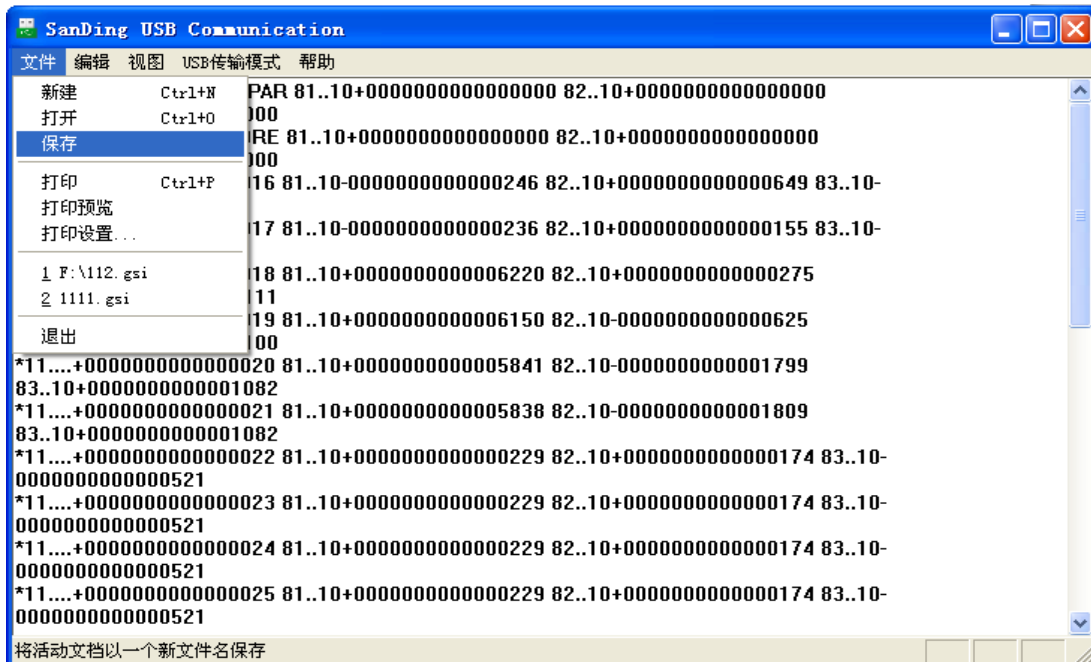 SanDing USB Communication
文件 编辑 视图 USB传输模式 帮助
新建 Ctrl+N
打开 Ctrl+O
保存
打印 Ctrl+P
打印预览
打印设置...
1 F:\112.gsi
2 1111.gsi
退出
PAR 81..10+0000000000000000 82..10+0000000000000000
000
RE 81..10+0000000000000000 82..10+0000000000000000
000
16 81..10-0000000000000246 82..10+0000000000000649 83..10-
17 81..10-0000000000000236 82..10+0000000000000155 83..10-
18 81..10+0000000000006220 82..10+0000000000000275
111
19 81..10+0000000000006150 82..10-0000000000000625
100
*11....+0000000000000020 81..10+0000000000005841 82..10-0000000000001799
83..10+0000000000001082
*11....+0000000000000021 81..10+0000000000005838 82..10-0000000000001809
83..10+0000000000001082
*11....+0000000000000022 81..10+0000000000000229 82..10+0000000000000174 83..10-
0000000000000521
*11....+0000000000000023 81..10+0000000000000229 82..10+0000000000000174 83..10-
0000000000000521
*11....+0000000000000024 81..10+0000000000000229 82..10+0000000000000174 83..10-
0000000000000521
*11....+0000000000000025 81..10+0000000000000229 82..10+0000000000000174 83..10-
0000000000000521
将活动文档以一个新文件名保存